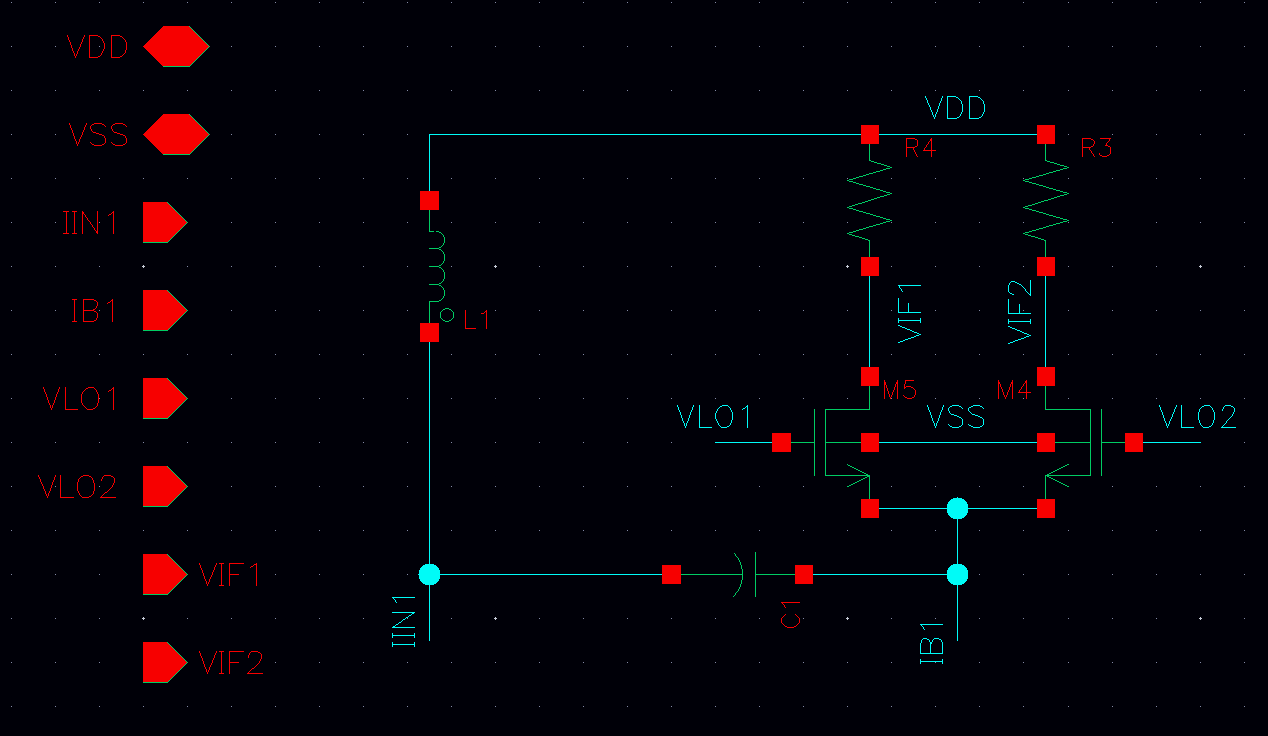 VDD
VSS
IIN1
IB1
VLO1
VLO2
VIF1
VIF2
VDD
R4
R3
L1
VIF1
VIF2
M5
M4
VLO1
VSS
VLO2
IIN1
C1
IB1